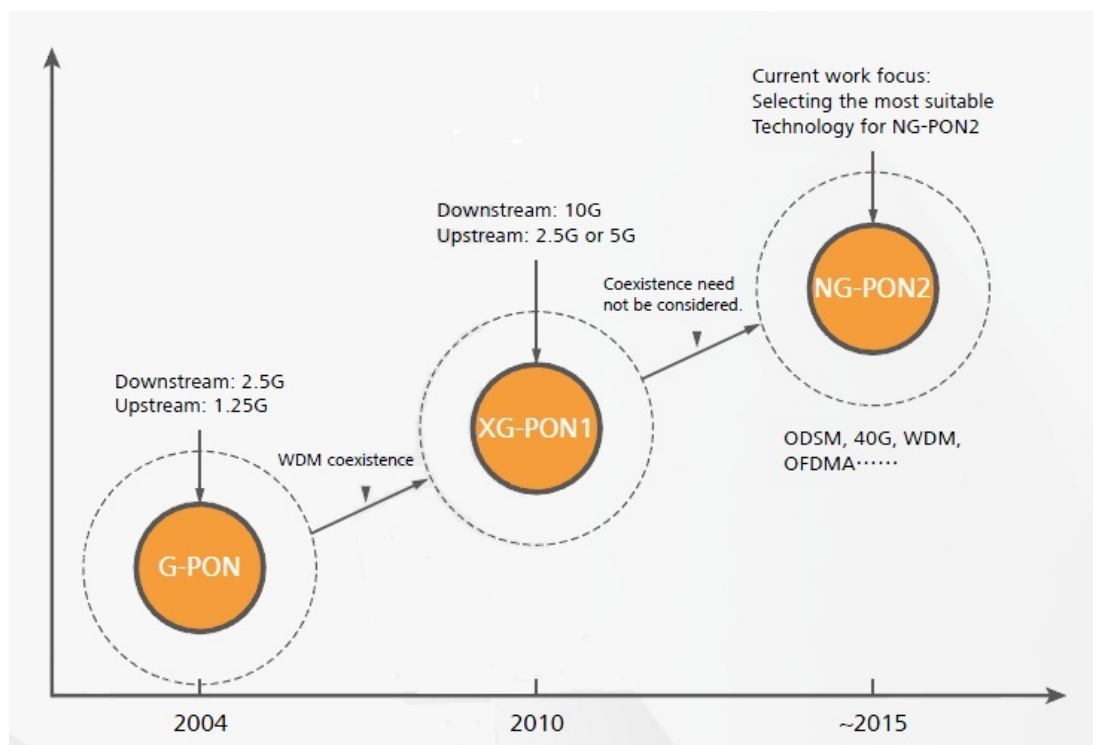 Current work focus:
Selecting the most suitable
Technology for NG-PON2
NG-PON2
ODSM, 40G, WDM,
OFDMA……
Downstream: 10G
Upstream: 2.5G or 5G
Coexistence need
not be considered.
XG-PON1
Downstream: 2.5G
Upstream: 1.25G
WDM coexistence
G-PON
2004
2010
~2015